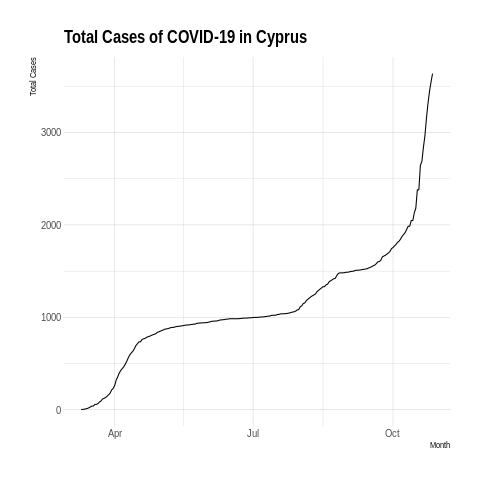 Total Cases of COVID-19 in Cyprus
Total Cases
3000
2000
1000
0
Apr Jul Oct
Month